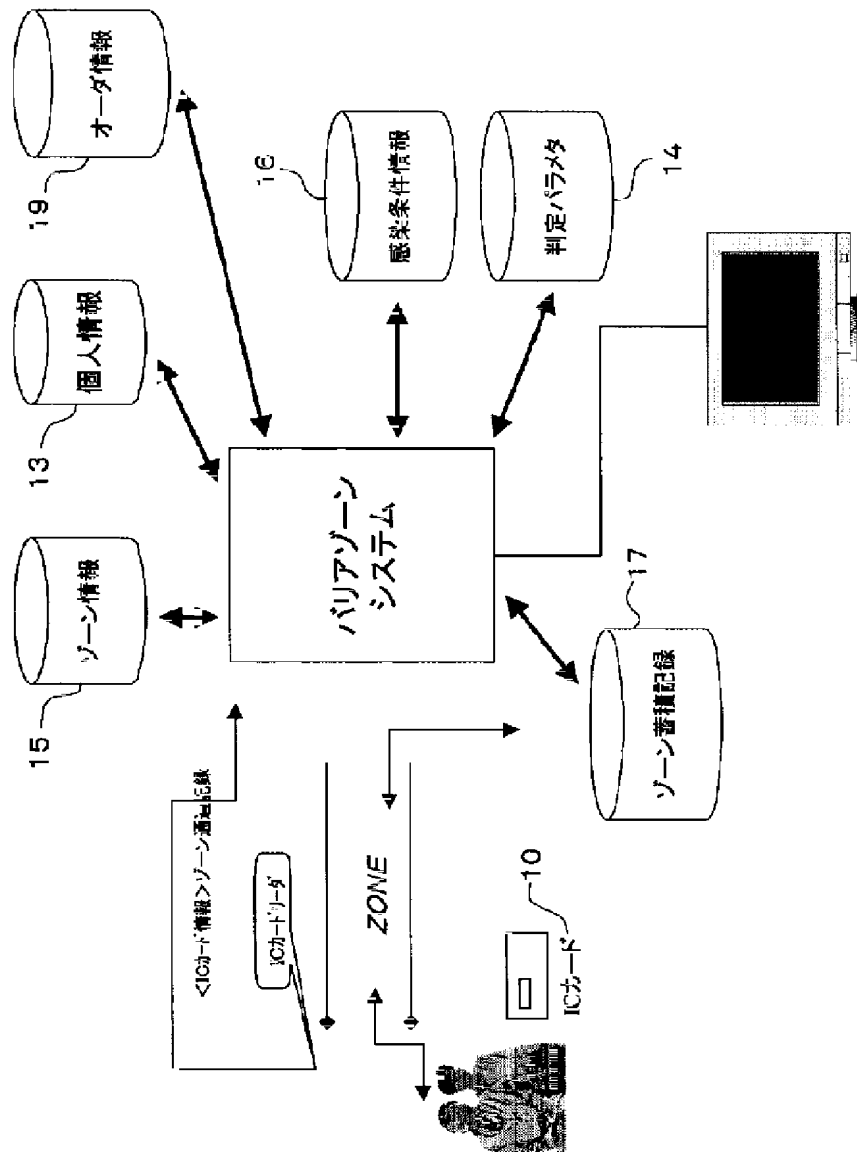 19
オーダ情報
13
個人情報
15
ゾーン情報
16
感染条件情報
14
判定パラメタ
バリアゾーン
システム
17
ゾーン蓄積記録
<ICカード情報>ゾーン通過記録
ICカードリーダ
ZONE
10
ICカード